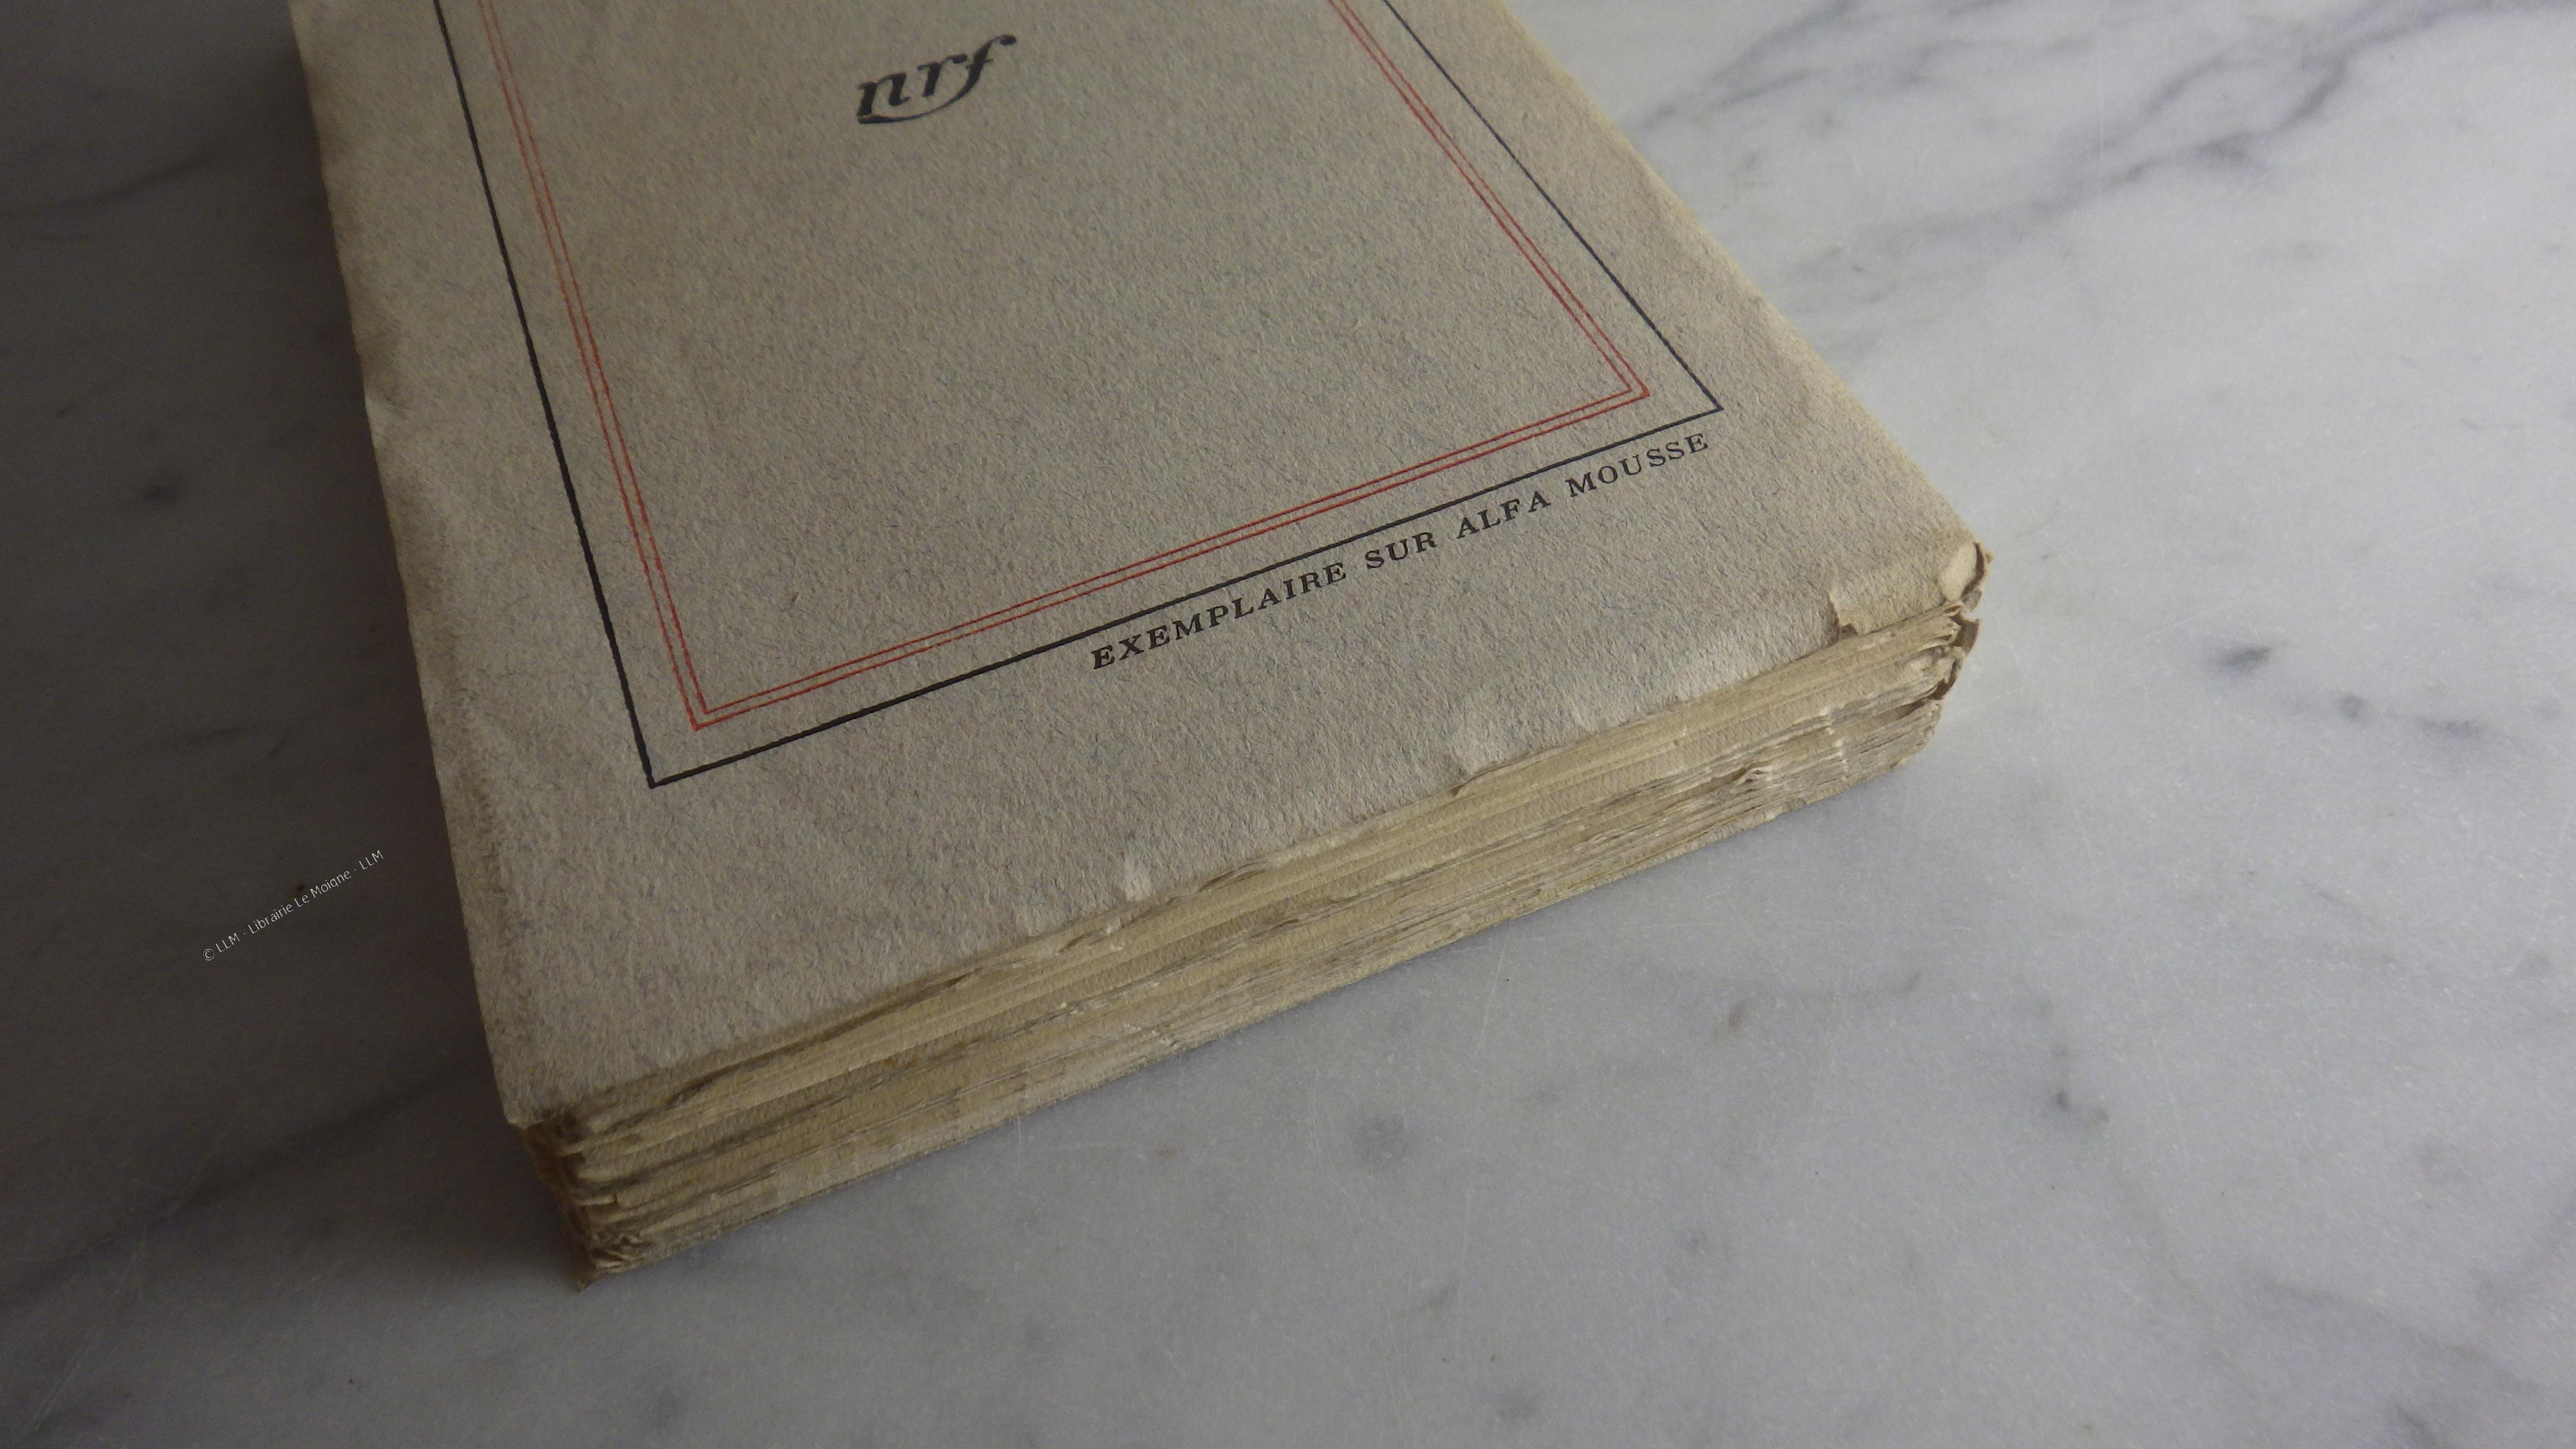 nrf
EXEMPLAIRE SUR ALFA MOUSSE
© LLM - Librairie Le Moigne - LLM